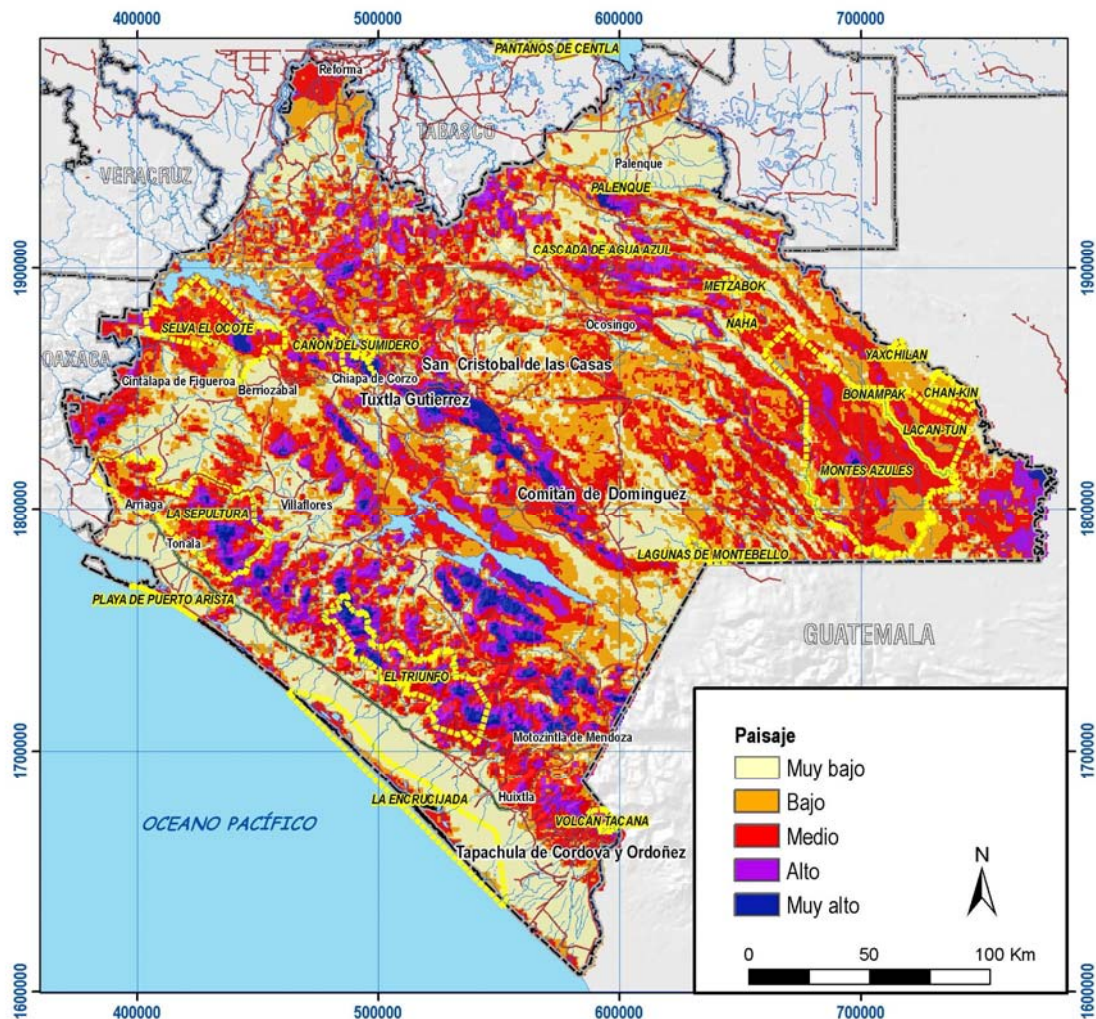 400000 500000 600000 700000
PANTANOS DE CENTLA
Reforma
TABASCO
VERACRUZ
Palenque
PALENQUE
1900000 1900000
CASCADA DE AGUA AZUL
METZABOK
NAHA
Ocosingo
SELVA EL OCOTE
CAÑON DEL SUMIDERO
YAXCHILAN
OAXACA
San Cristobal de las Casas
Cintalapa de Figueroa
Chiapa de Corzo
Berriozábal
BONAMPAK
CHAN-KIN
Tuxtla Gutierrez
LACAN-TUN
MONTES AZULES
Comitán de Dominguez
1800000 1800000
Arriaga
LA SEPULTURA
Villaflores
Tonala
LAGUNAS DE MONTEBELLO
PLAYA DE PUERTO ARISTA
GUATEMALA
EL TRIUNFO
Motozintla de Mendoza
1700000 1700000
LA ENCRUCIJADA
Huixtla
VOLCAN TACANA
OCEANO PACÍFICO
Tapachula de Cordova y Ordoñez
Paisaje
Muy bajo
Bajo
Medio
Alto
Muy alto
N
0 50 100 Km
1600000 1600000
400000 500000 600000 700000